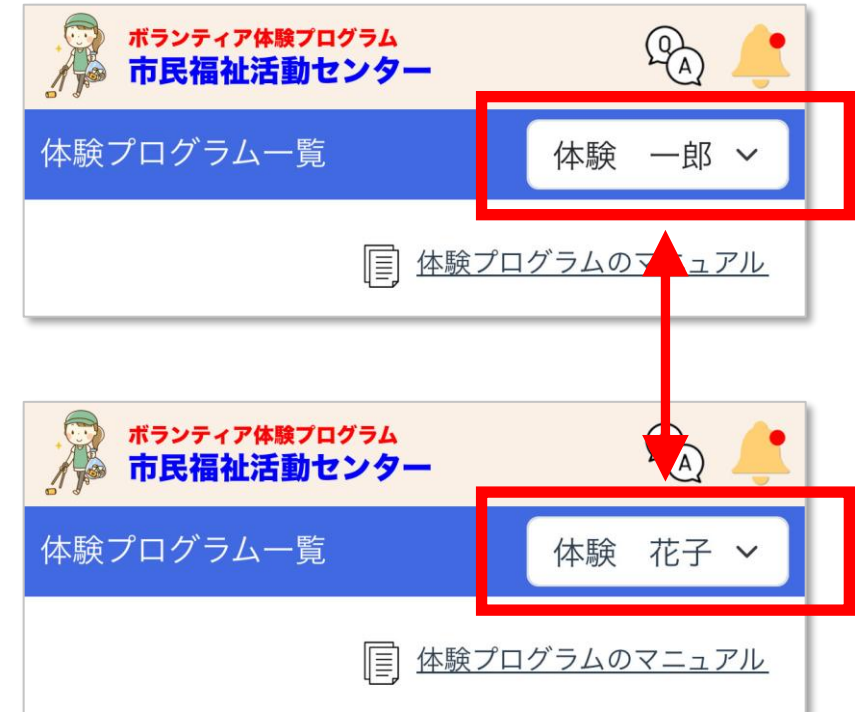 ボランティア体験プログラム
市民福祉活動センター
Q
A
体験プログラム一覧
体験　一郎
体験プログラムのマニュアル
ボランティア体験プログラム
市民福祉活動センター
A
体験プログラム一覧
体験　花子
体験プログラムのマニュアル